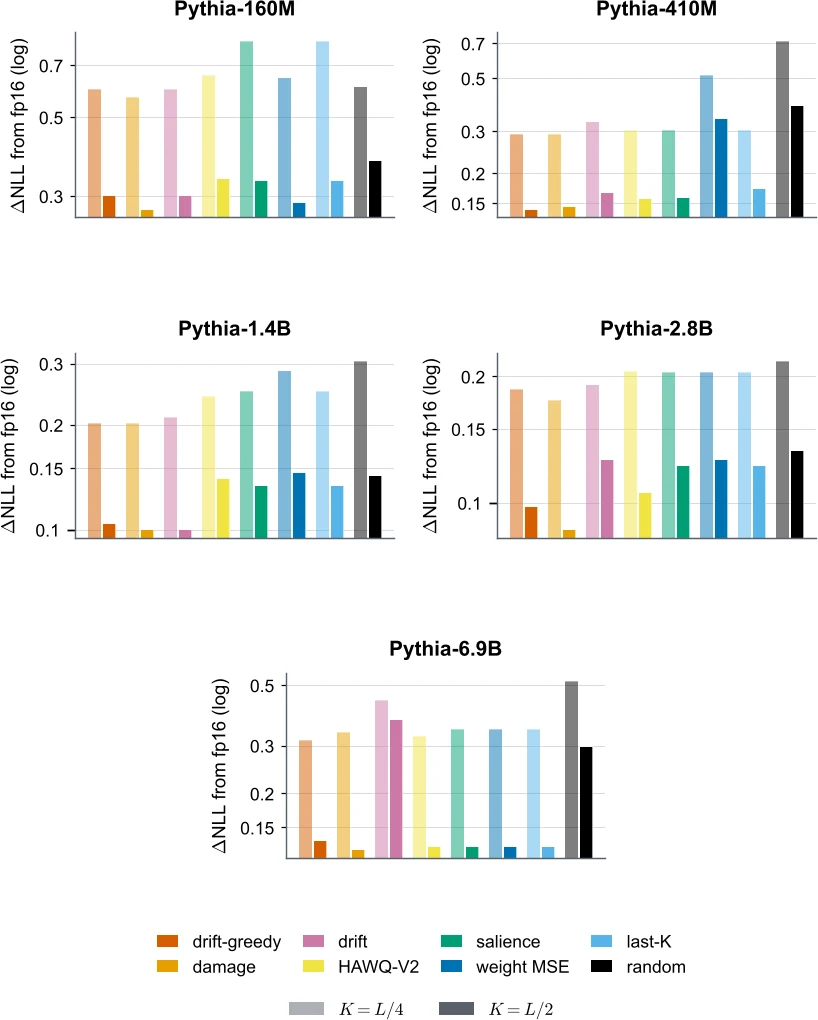 Pythia-160M
ΔNLL from fp16 (log)
0.7
0.5
0.3
Pythia-410M
ΔNLL from fp16 (log)
0.7
0.5
0.3
0.2
0.15
Pythia-1.4B
ΔNLL from fp16 (log)
0.3
0.2
0.15
0.1
Pythia-2.8B
ΔNLL from fp16 (log)
0.2
0.15
0.1
Pythia-6.9B
ΔNLL from fp16 (log)
0.5
0.3
0.2
0.15
drift-greedy drift salience last-K
damage HAWQ-V2 weight MSE random
K = L/4 K = L/2